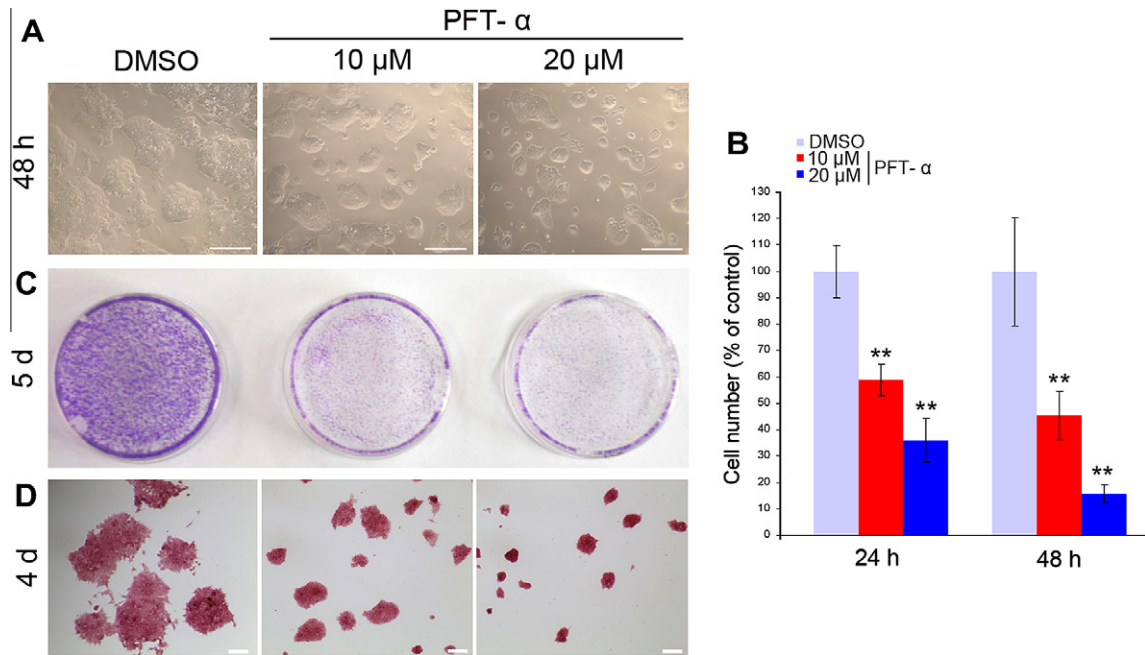 A
PFT- α
DMSO
10 µM
20 µM
48 h
C
5 d
D
4 d
B
DMSO
10 µM
20 µM
PFT- α
Cell number (% of control)
130
120
110
100
90
80
70
60
50
40
30
20
10
0
**
**
**
**
24 h
48 h